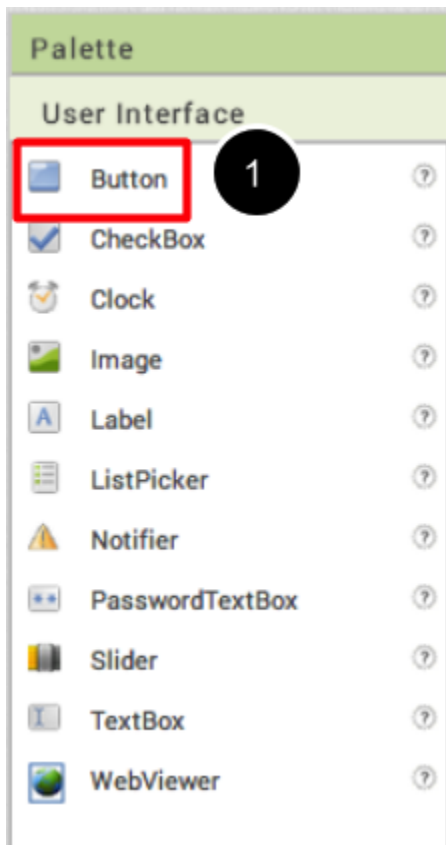 Palette
User Interface
Button 1 ?
CheckBox ?
Clock ?
Image ?
A Label ?
ListPicker ?
Notifier ?
** PasswordTextBox ?
Slider ?
I TextBox ?
WebViewer ?